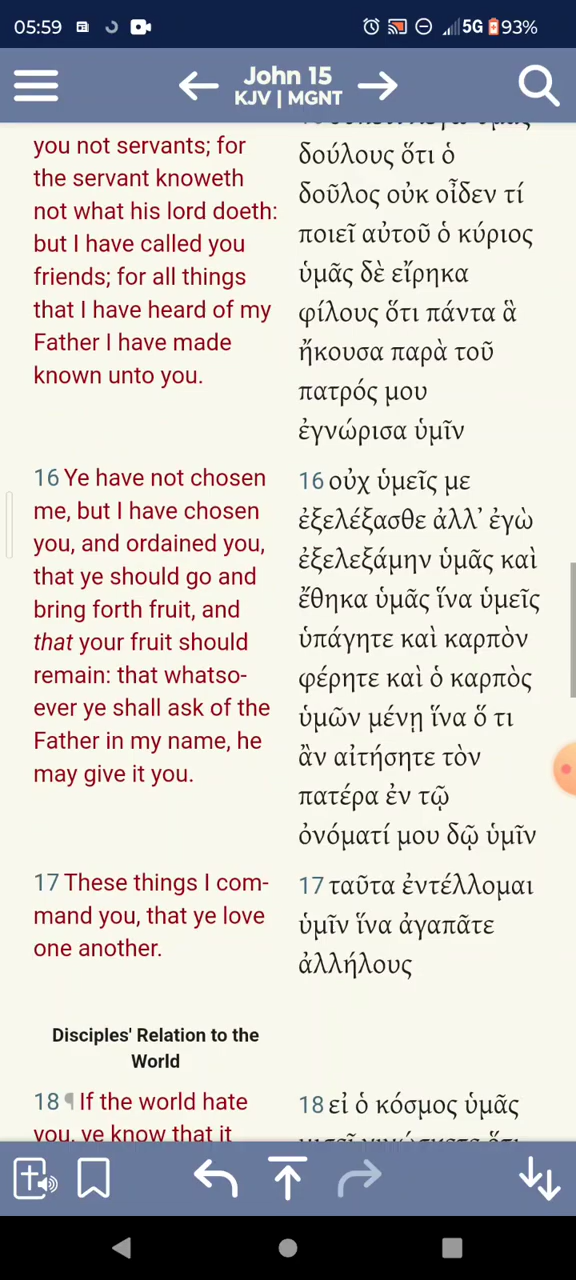 05:59
5G 93%
John 15
KJV | MGNT
you not servants; for
the servant knoweth
not what his lord doeth:
but I have called you
friends; for all things
that I have heard of my
Father I have made
known unto you.
δούλους ὅτι ὁ
δοῦλος οὐκ οἶδεν τί
ποιεῖ αὐτοῦ ὁ κύριος
ὑμᾶς δὲ εἴρηκα
φίλους ὅτι πάντα ἃ
ἤκουσα παρὰ τοῦ
πατρός μου
ἐγνώρισα ὑμῖν
16 Ye have not chosen
me, but I have chosen
you, and ordained you,
that ye should go and
bring forth fruit, and
that your fruit should
remain: that whatso-
ever ye shall ask of the
Father in my name, he
may give it you.
16 οὐχ ὑμεῖς με
ἐξελέξασθε ἀλλ’ ἐγὼ
ἐξελεξάμην ὑμᾶς καὶ
ἔθηκα ὑμᾶς ἵνα ὑμεῖς
ὑπάγητε καὶ καρπὸν
φέρητε καὶ ὁ καρπὸς
ὑμῶν μένῃ ἵνα ὅ τι
ἂν αἰτήσητε τὸν
πατέρα ἐν τῷ
ὀνόματί μου δῷ ὑμῖν
17 These things I com-
mand you, that ye love
one another.
17 ταῦτα ἐντέλλομαι
ὑμῖν ἵνα ἀγαπᾶτε
ἀλλήλους
Disciples' Relation to the
World
18 ¶ If the world hate
you, ye know that it
18 εἰ ὁ κόσμος ὑμᾶς